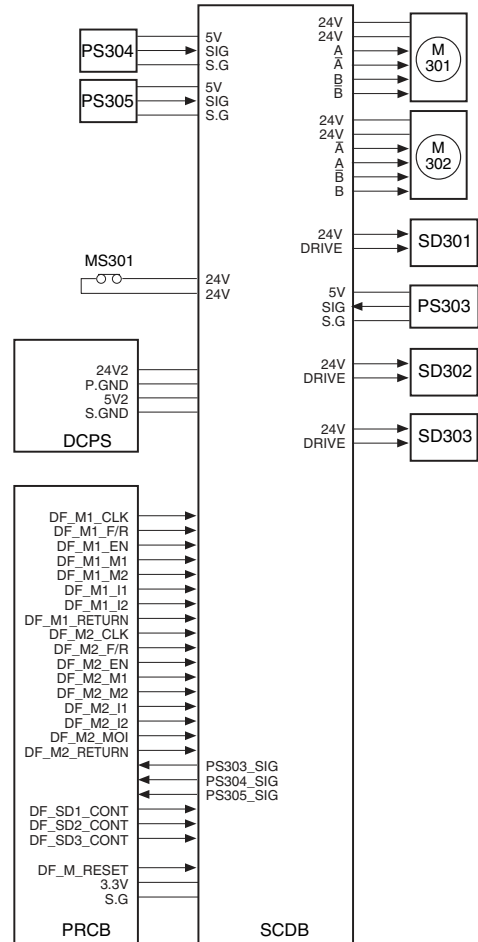 PS304
5V
SIG
S.G
PS305
5V
SIG
S.G
MS301
24V
24V
24V2
P.GND
5V2
S.GND
DCPS
DF_M1_CLK
DF_M1_F/R
DF_M1_EN
DF_M1_M1
DF_M1_M2
DF_M1_I1
DF_M1_I2
DF_M1_RETURN
DF_M2_CLK
DF_M2_F/R
DF_M2_EN
DF_M2_M1
DF_M2_M2
DF_M2_I1
DF_M2_I2
DF_M2_MOI
DF_M2_RETURN
PS303_SIG
PS304_SIG
PS305_SIG
DF_SD1_CONT
DF_SD2_CONT
DF_SD3_CONT
DF_M_RESET
3.3V
S.G
PRCB
SCDB
24V
24V
A
A̅
B
B̅
M
301
24V
24V
A̅
A
B̅
B
M
302
24V
DRIVE
SD301
5V
SIG
S.G
PS303
24V
DRIVE
SD302
24V
DRIVE
SD303